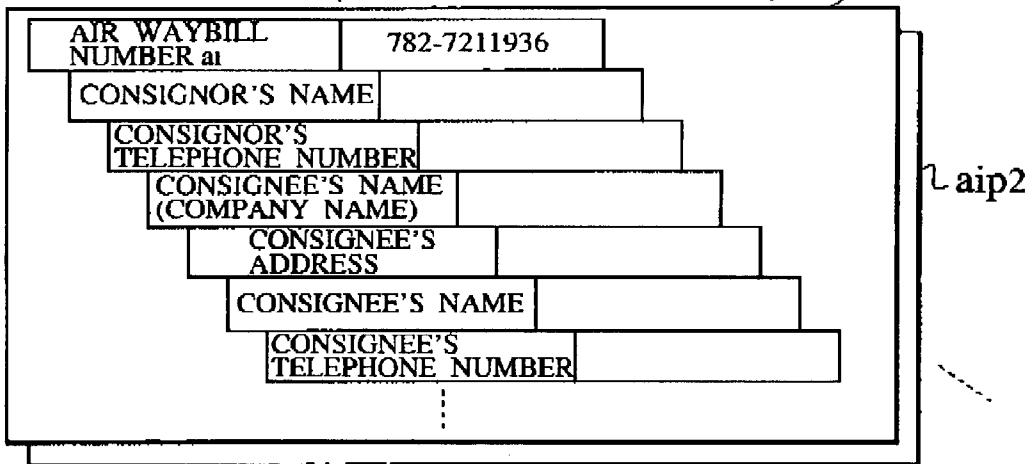 AIR WAYBILL
NUMBER ai
782-7211936
CONSIGNOR'S NAME
CONSIGNOR'S
TELEPHONE NUMBER
CONSIGNEE'S NAME
(COMPANY NAME)
CONSIGNEE'S
ADDRESS
CONSIGNEE'S NAME
CONSIGNEE'S
TELEPHONE NUMBER
aip2